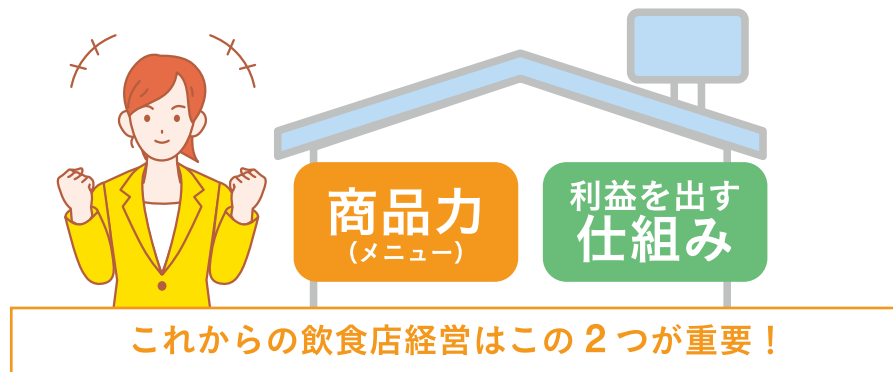 商品力
(メニュー)
利益を出す
仕組み
これからの飲食店経営はこの2つが重要！